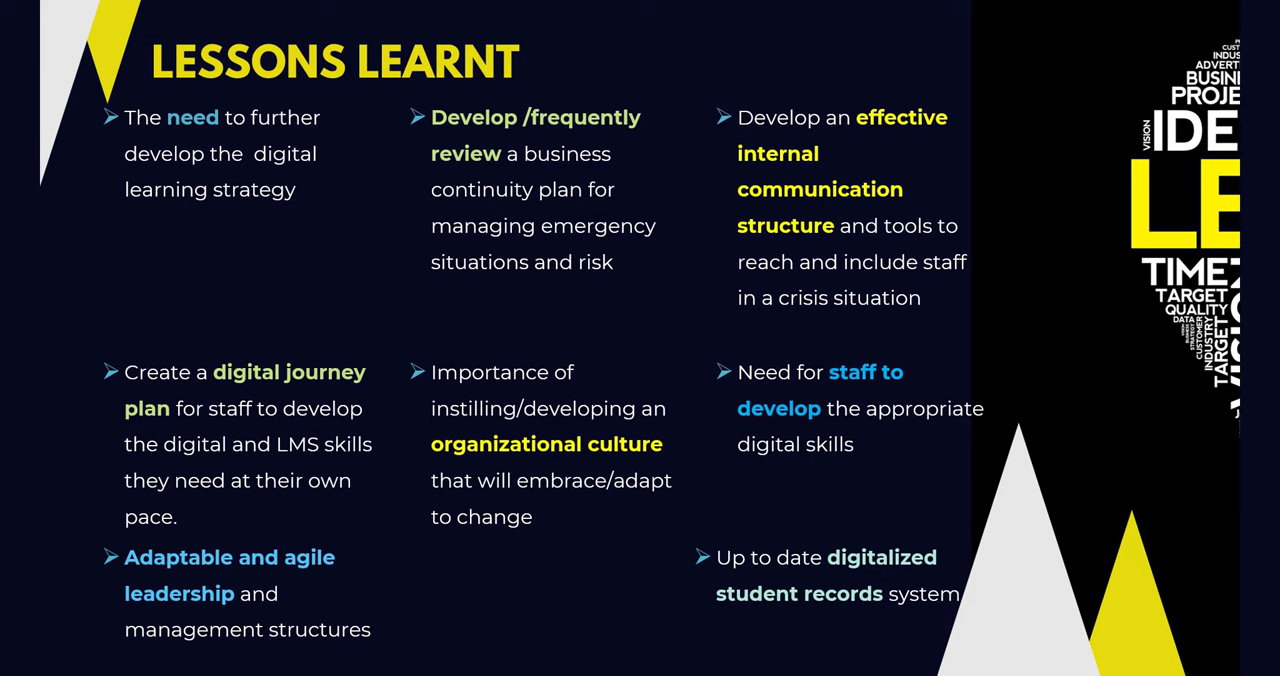 LESSONS LEARNT
➢ The need to further
develop the digital
learning strategy
➢ Develop /frequently
review a business
continuity plan for
managing emergency
situations and risk
➢ Develop an effective
internal
communication
structure and tools to
reach and include staff
in a crisis situation
➢ Create a digital journey
plan for staff to develop
the digital and LMS skills
they need at their own
pace.
➢ Importance of
instilling/developing an
organizational culture
that will embrace/adapt
to change
➢ Need for staff to
develop the appropriate
digital skills
➢ Adaptable and agile
leadership and
management structures
➢ Up to date digitalized
student records system
CUST
INDUS
ADVERT
BUSINE
PROJE
VISION
IDE
LE
TIME
TARGET
QUALITY
DATA
CUSTOMER
INDUSTRY
TARGET